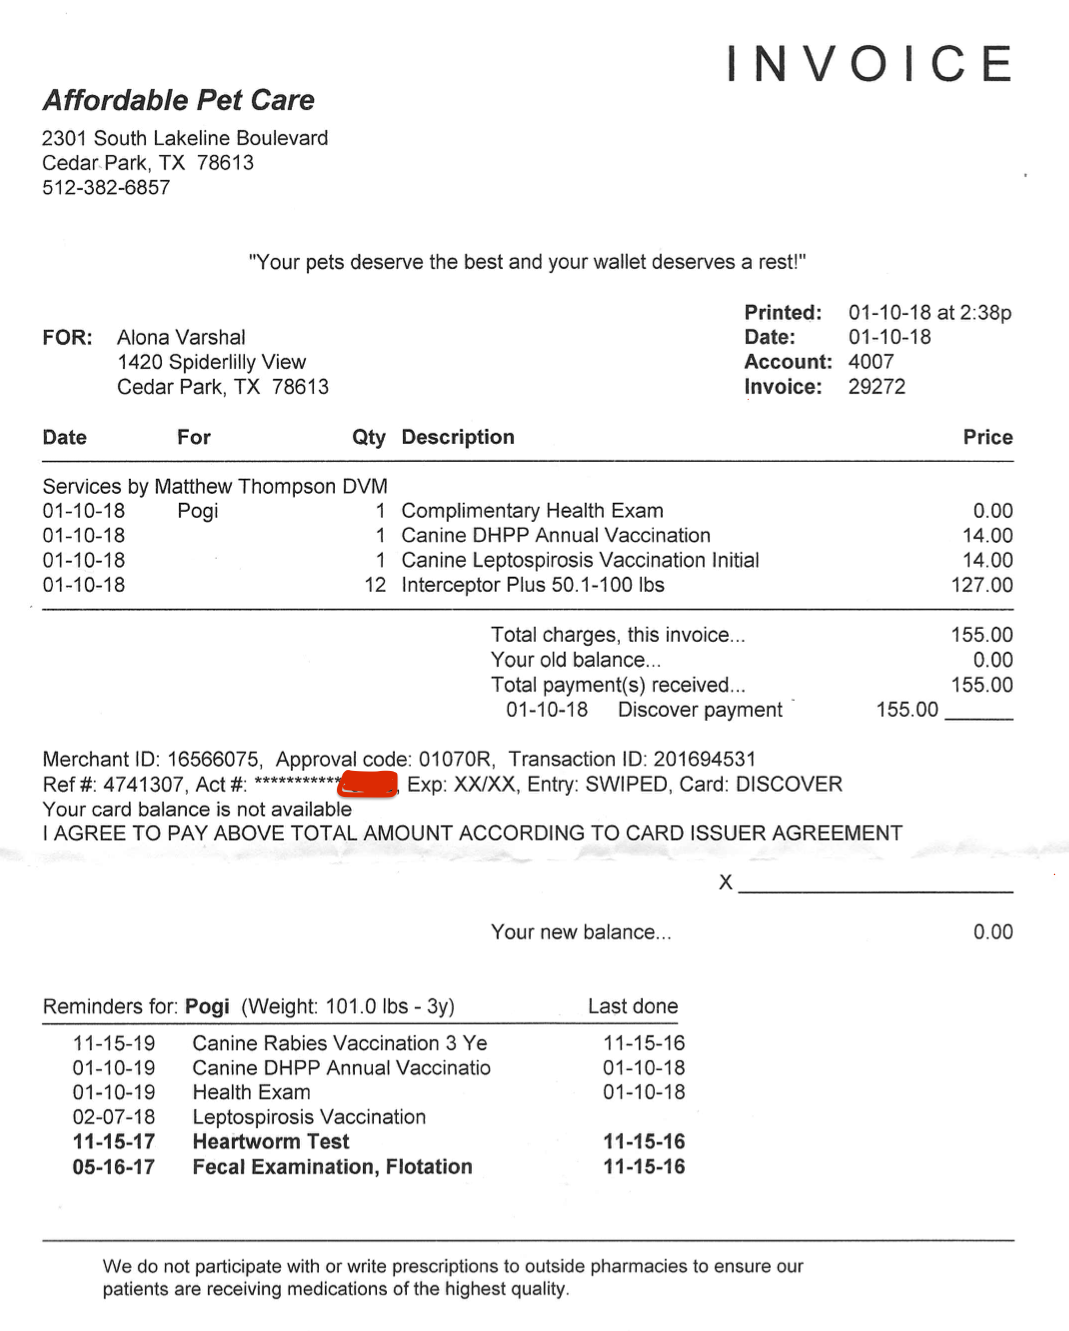 INVOICE
Affordable Pet Care
2301 South Lakeline Boulevard
Cedar Park, TX 78613
512-382-6857
"Your pets deserve the best and your wallet deserves a rest!"
Printed: 01-10-18 at 2:38p
FOR: Alona Varshal Date: 01-10-18
1420 Spiderlilly View Account: 4007
Cedar Park, TX 78613 Invoice: 29272
Date For Qty Description Price
Services by Matthew Thompson DVM
01-10-18 Pogi 1 Complimentary Health Exam 0.00
01-10-18 1 Canine DHPP Annual Vaccination 14.00
01-10-18 1 Canine Leptospirosis Vaccination Initial 14.00
01-10-18 12 Interceptor Plus 50.1-100 lbs 127.00
Total charges, this invoice... 155.00
Your old balance... 0.00
Total payment(s) received... 155.00
01-10-18 Discover payment 155.00
Merchant ID: 16566075, Approval code: 01070R, Transaction ID: 201694531
Ref #: 4741307, Act #: ***********, Exp: XX/XX, Entry: SWIPED, Card: DISCOVER
Your card balance is not available
I AGREE TO PAY ABOVE TOTAL AMOUNT ACCORDING TO CARD ISSUER AGREEMENT
X
Your new balance... 0.00
Reminders for: Pogi (Weight: 101.0 lbs - 3y) Last done
11-15-19 Canine Rabies Vaccination 3 Ye 11-15-16
01-10-19 Canine DHPP Annual Vaccinatio 01-10-18
01-10-19 Health Exam 01-10-18
02-07-18 Leptospirosis Vaccination
11-15-17 Heartworm Test 11-15-16
05-16-17 Fecal Examination, Flotation 11-15-16
We do not participate with or write prescriptions to outside pharmacies to ensure our
patients are receiving medications of the highest quality.